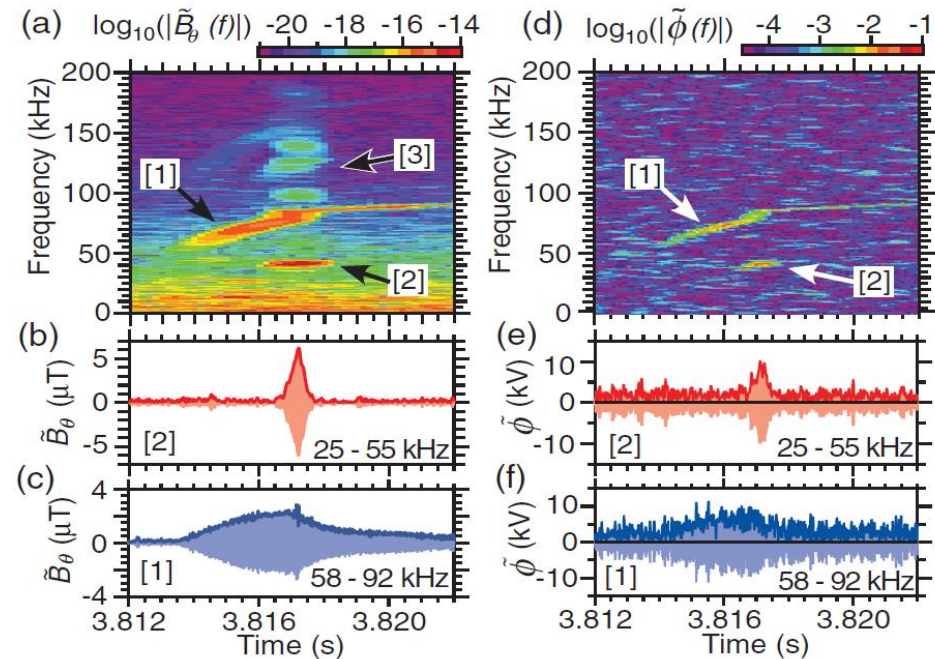 (a) log₁₀(|B̃θ (f)|) -20 -18 -16 -14
Frequency (kHz)
200
150
100
50
0
[1]
[3]
[2]
(d) log₁₀(|ϕ̃(f)|) -4 -3 -2 -1
Frequency (kHz)
200
150
100
50
0
[1]
[2]
(b)
B̃θ (μT)
5
0
-5
[2] 25 - 55 kHz
(e)
ϕ̃ (kV)
10
0
-10
[2] 25 - 55 kHz
(c)
B̃θ (μT)
4
0
-4
[1] 58 - 92 kHz
3.812 3.816 3.820
Time (s)
(f)
ϕ̃ (kV)
10
0
-10
[1] 58 - 92 kHz
3.812 3.816 3.820
Time (s)